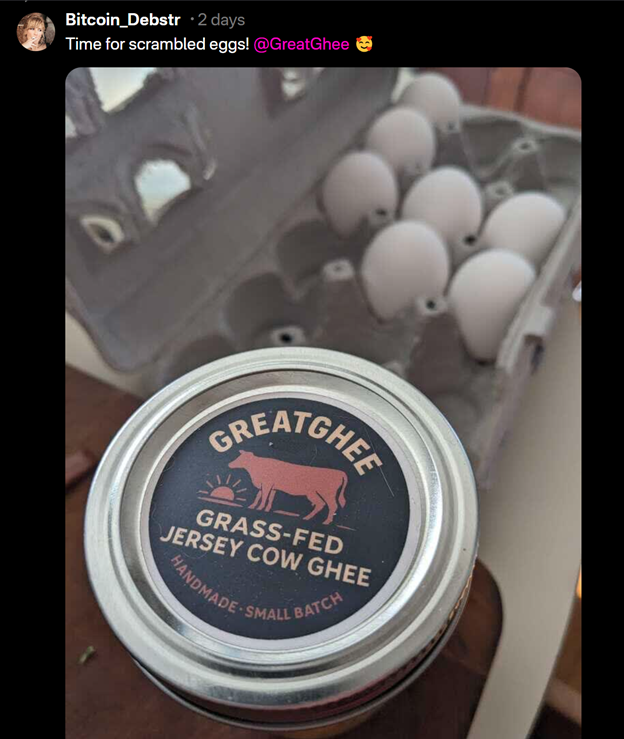 Bitcoin_Debstr · 2 days
Time for scrambled eggs! @GreatGhee 🥰
GREATGHEE
GRASS-FED
JERSEY COW GHEE
HANDMADE · SMALL BATCH